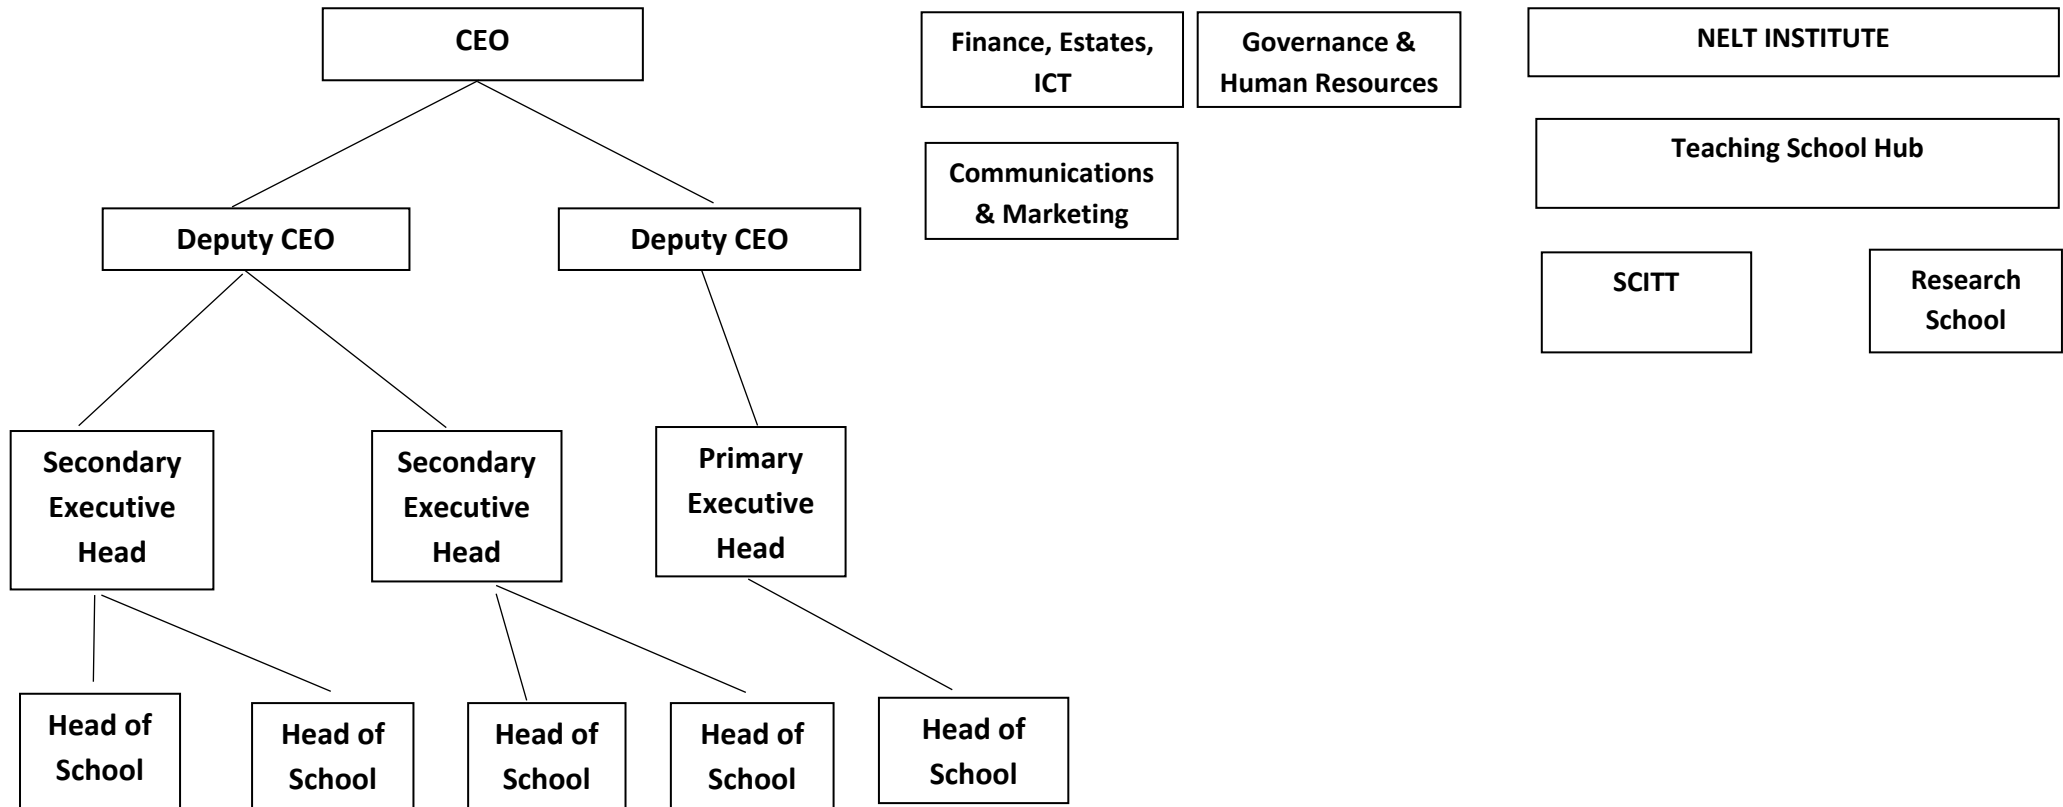 CEO
Finance, Estates,
ICT
Governance &
Human Resources
NELT INSTITUTE
Communications
& Marketing
Teaching School Hub
Deputy CEO
Deputy CEO
SCITT
Research
School
Secondary
Executive
Head
Secondary
Executive
Head
Primary
Executive
Head
Head of
School
Head of
School
Head of
School
Head of
School
Head of
School